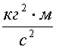 кг² · м
с²